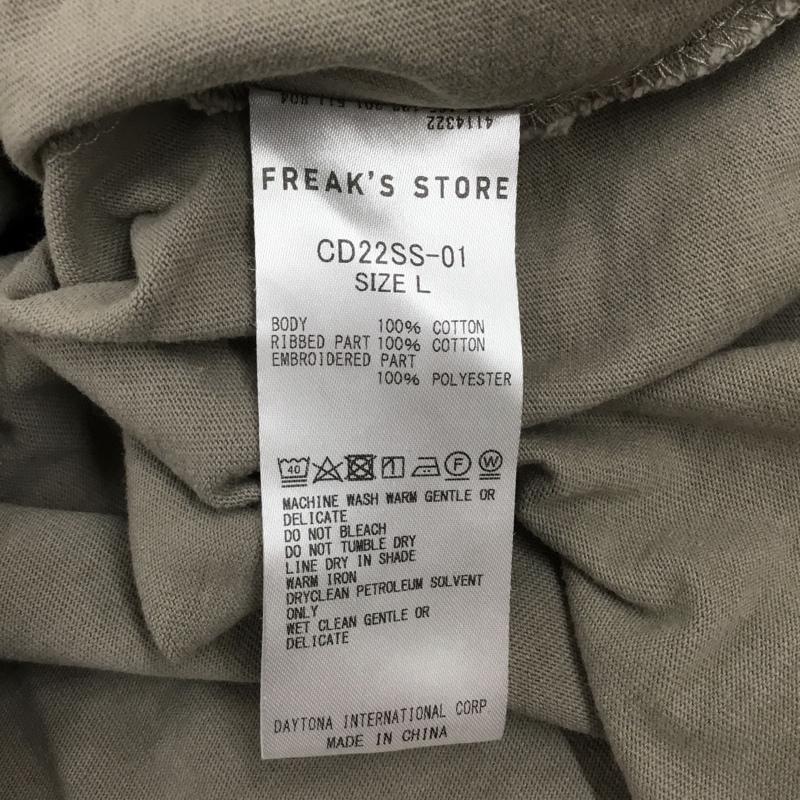 4114322
FREAK'S STORE
CD22SS-01
SIZE L
BODY 100% COTTON
RIBBED PART 100% COTTON
EMBROIDERED PART
100% POLYESTER
40 F W
MACHINE WASH WARM GENTLE OR
DELICATE
DO NOT BLEACH
DO NOT TUMBLE DRY
LINE DRY IN SHADE
WARM IRON
DRYCLEAN PETROLEUM SOLVENT
ONLY
WET CLEAN GENTLE OR
DELICATE
DAYTONA INTERNATIONAL CORP
MADE IN CHINA